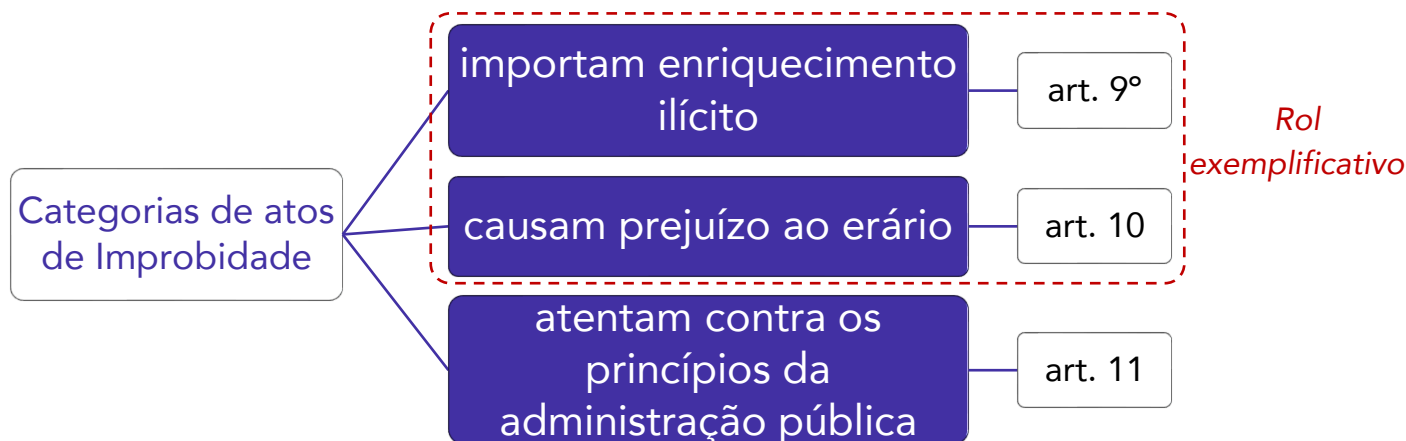 importam enriquecimento
ilícito
art. 9º
Rol
exemplificativo
Categorias de atos
de Improbidade
causam prejuízo ao erário
art. 10
atentam contra os
princípios da
administração pública
art. 11